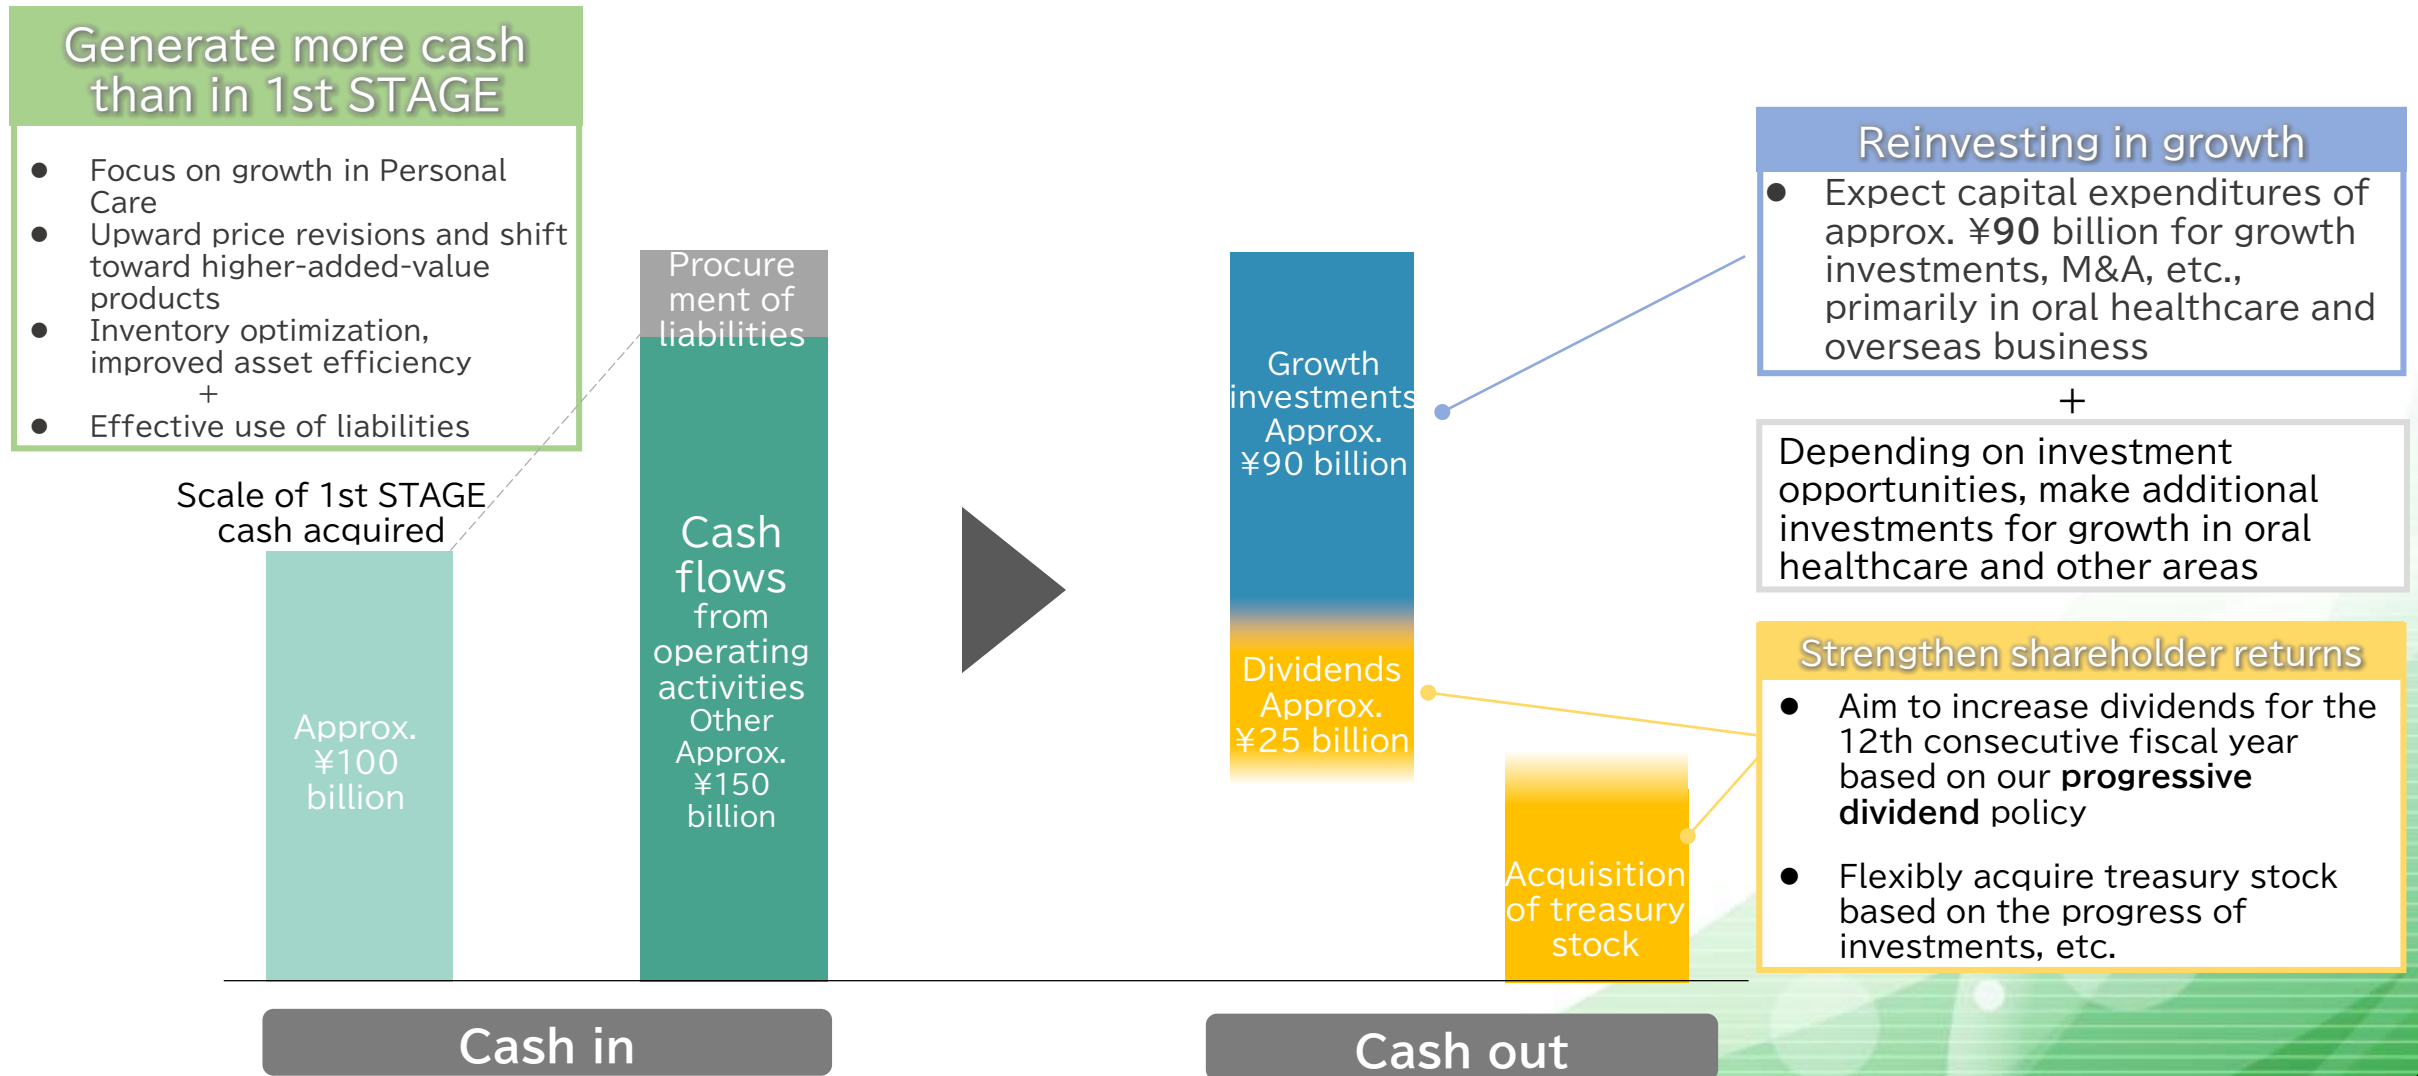 Generate more cash
than in 1st STAGE
● Focus on growth in Personal
Care
● Upward price revisions and shift
toward higher-added-value
products
● Inventory optimization,
improved asset efficiency
+
● Effective use of liabilities
Scale of 1st STAGE
cash acquired
Approx.
¥100
billion
Procure
ment of
liabilities
Cash
flows
from
operating
activities
Other
Approx.
¥150
billion
Cash in
Growth
investments
Approx.
¥90 billion
Dividends
Approx.
¥25 billion
Acquisition
of treasury
stock
Cash out
Reinvesting in growth
● Expect capital expenditures of
approx. ¥90 billion for growth
investments, M&A, etc.,
primarily in oral healthcare and
overseas business
+
Depending on investment
opportunities, make additional
investments for growth in oral
healthcare and other areas
Strengthen shareholder returns
● Aim to increase dividends for the
12th consecutive fiscal year
based on our progressive
dividend policy
● Flexibly acquire treasury stock
based on the progress of
investments, etc.